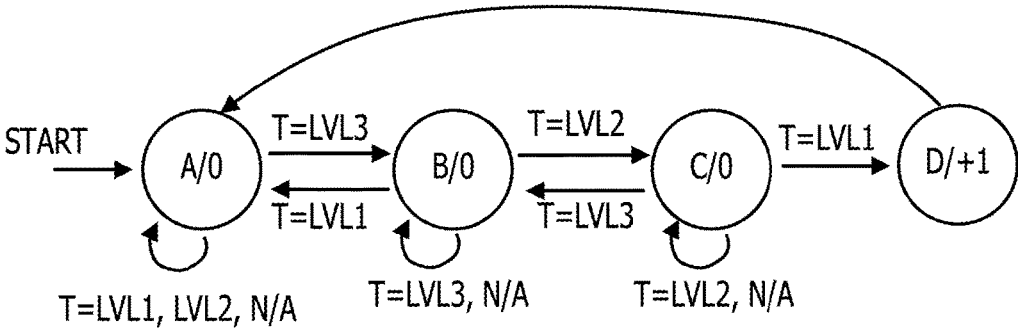 START
A/0
T=LVL3
T=LVL1
B/0
T=LVL2
T=LVL3
C/0
T=LVL1
D/+1
T=LVL1, LVL2, N/A
T=LVL3, N/A
T=LVL2, N/A